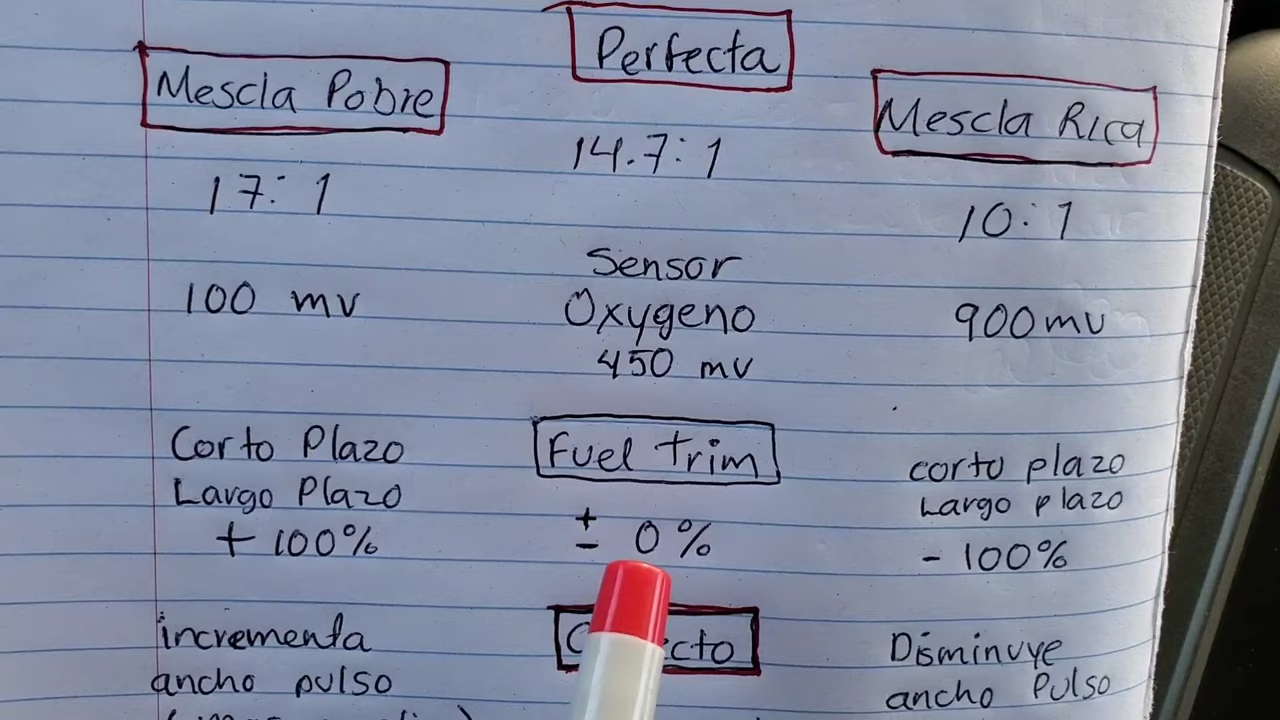 Perfecta
Mescla Pobre
Mescla Rica
14.7:1
17:1
10:1
Sensor
Oxygeno
450 mv
100 mv
900mv
Fuel trim
± 0%
Corto Plazo
Largo Plazo
+ 100%
corto plazo
Largo plazo
- 100%
incrementa
ancho pulso
Disminuye
ancho Pulso